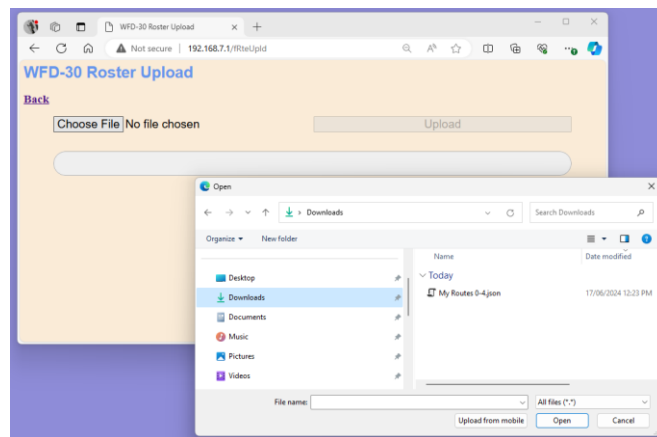 WFD-30 Roster Upload
Not secure | 192.168.7.1/fRteUpld
WFD-30 Roster Upload
Back
Choose File No file chosen Upload
Open
Downloads Search Downloads
Organize New folder
Name Date modified
Today
My Routes 0-4.json 17/06/2024 12:23 PM
Desktop
Downloads
Documents
Music
Pictures
Videos
File name: All files (*.*)
Upload from mobile Open Cancel